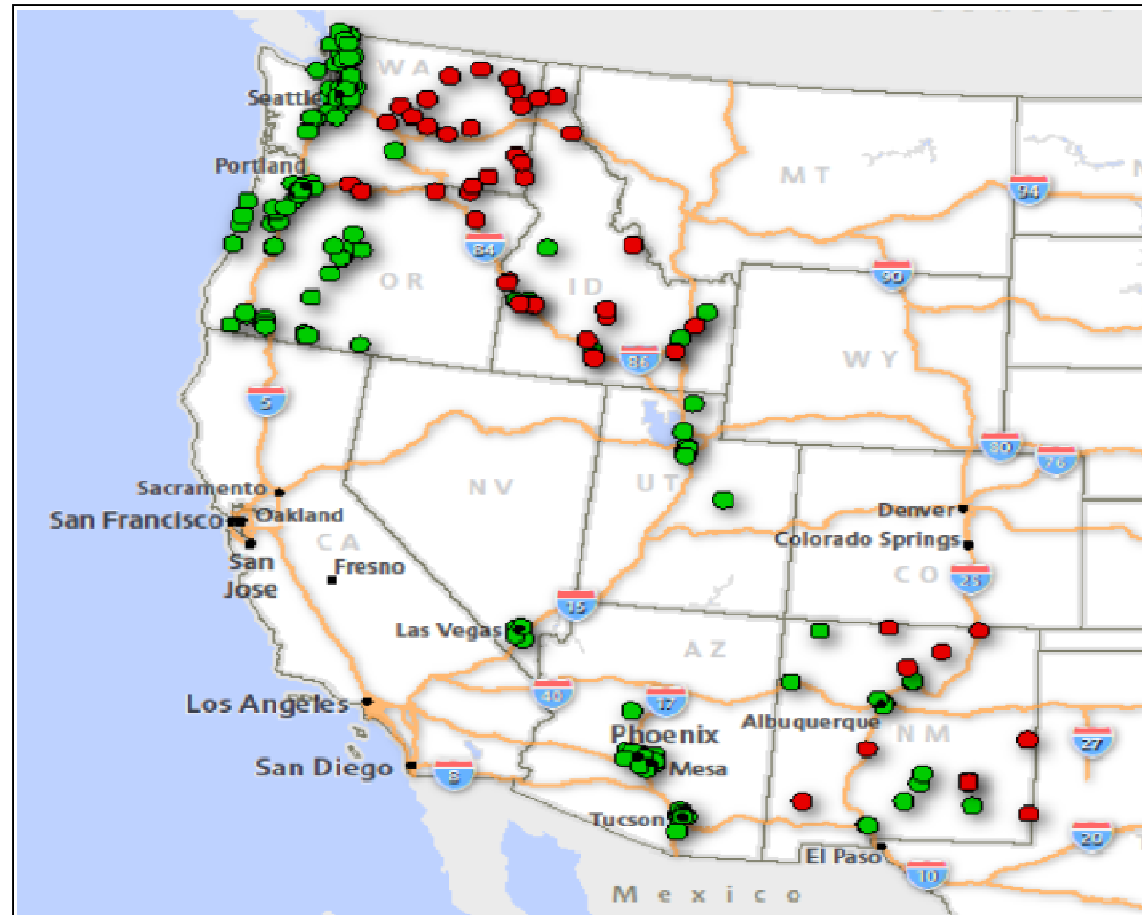 WA
Seattle
Portland
MT
94
84
90
OR
ID
86
WY
5
80
76
Sacramento
NV
UT
San Francisco
Oakland
Denver
CA
Colorado Springs
San
Jose
Fresno
CO
25
15
Las Vegas
AZ
40
17
Los Angeles
Albuquerque
Phoenix
NM
27
San Diego
8
Mesa
Tucson
20
El Paso
10
Mexico